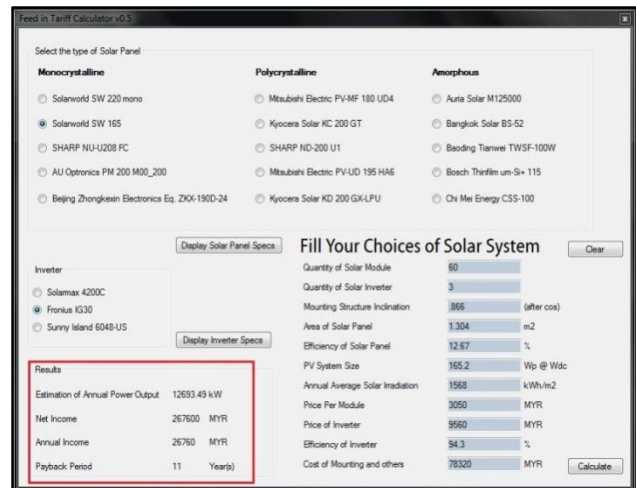 Feed in Tariff Calculator v0.5
Select the type of Solar Panel
Monocrystalline Polycrystalline Amorphous
Solarworld SW 220 mono Mitsubishi Electric PV-MF 180 UD4 Auria Solar M125000
Solarworld SW 165 Kyocera Solar KC 200 GT Bangkok Solar BS-52
SHARP NU-U208 FC SHARP ND-200 U1 Baoding Tianwei TWSF-100W
AU Optronics PM 200 M00_200 Mitsubishi Electric PV-UD 195 HA6 Bosch Thinfilm um-Si+ 115
Beijing Zhongkexin Electronics Eq. ZKX-190D-24 Kyocera Solar KD 200 GX-LPU Chi Mei Energy CSS-100
Display Solar Panel Specs
Fill Your Choices of Solar System
Clear
Inverter
Solarmax 4200C
Fronius IG30
Sunny Island 6048-US
Display Inverter Specs
Quantity of Solar Module 60
Quantity of Solar Inverter 3
Mounting Structure Inclination .866 (after cos)
Area of Solar Panel 1.304 m2
Efficiency of Solar Panel 12.67 %
PV System Size 165.2 Wp @ Wdc
Annual Average Solar Irradiation 1568 kWh/m2
Price Per Module 3050 MYR
Price of Inverter 9560 MYR
Efficiency of Inverter 94.3 %
Cost of Mounting and others 78320 MYR
Calculate
Results
Estimation of Annual Power Output 12693.49 kW
Net Income 267600 MYR
Annual Income 26760 MYR
Payback Period 11 Year(s)